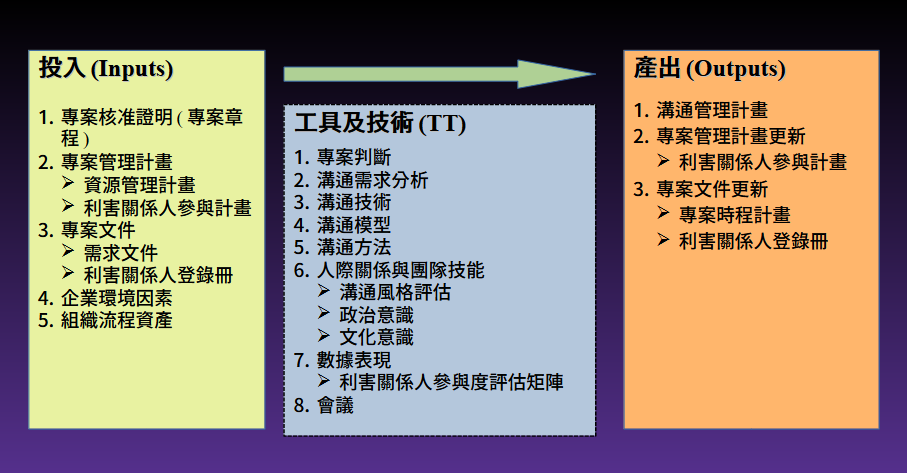 投入 (Inputs)
1. 專案核准證明 ( 專案章
程 )
2. 專案管理計畫
➢ 資源管理計畫
➢ 利害關係人參與計畫
3. 專案文件
➢ 需求文件
➢ 利害關係人登錄冊
4. 企業環境因素
5. 組織流程資產
工具及技術 (TT)
1. 專案判斷
2. 溝通需求分析
3. 溝通技術
4. 溝通模型
5. 溝通方法
6. 人際關係與團隊技能
➢ 溝通風格評估
➢ 政治意識
➢ 文化意識
7. 數據表現
➢ 利害關係人參與度評估矩陣
8. 會議
產出 (Outputs)
1. 溝通管理計畫
2. 專案管理計畫更新
➢ 利害關係人參與計畫
3. 專案文件更新
➢ 專案時程計畫
➢ 利害關係人登錄冊